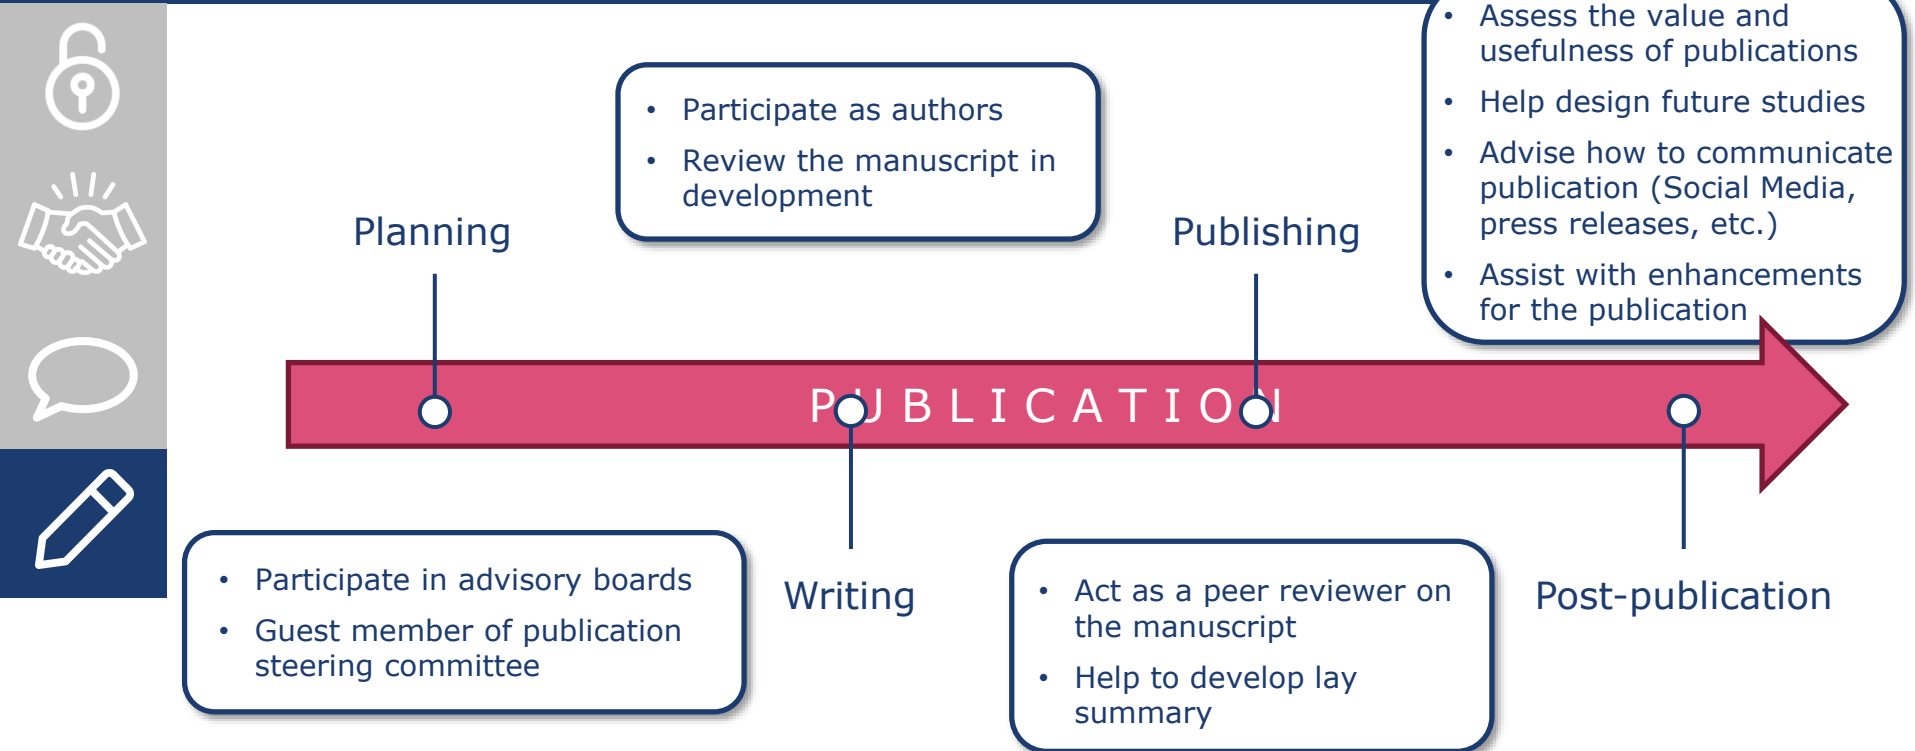 • Assess the value and
usefulness of publications
• Help design future studies
• Advise how to communicate
publication (Social Media,
press releases, etc.)
• Assist with enhancements
for the publication
• Participate as authors
• Review the manuscript in
development
Planning
Publishing
PUBLICATION
• Participate in advisory boards
• Guest member of publication
steering committee
Writing
• Act as a peer reviewer on
the manuscript
• Help to develop lay
summary
Post-publication